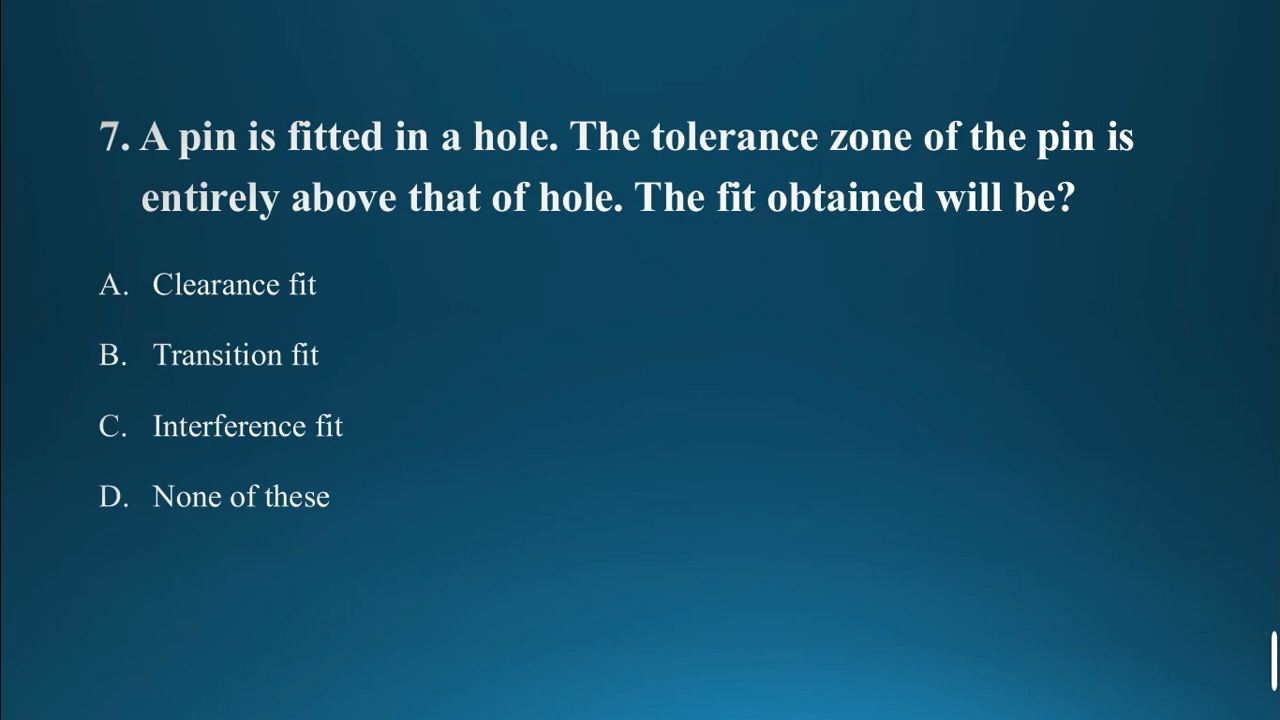 7. A pin is fitted in a hole. The tolerance zone of the pin is
entirely above that of hole. The fit obtained will be?
A. Clearance fit
B. Transition fit
C. Interference fit
D. None of these